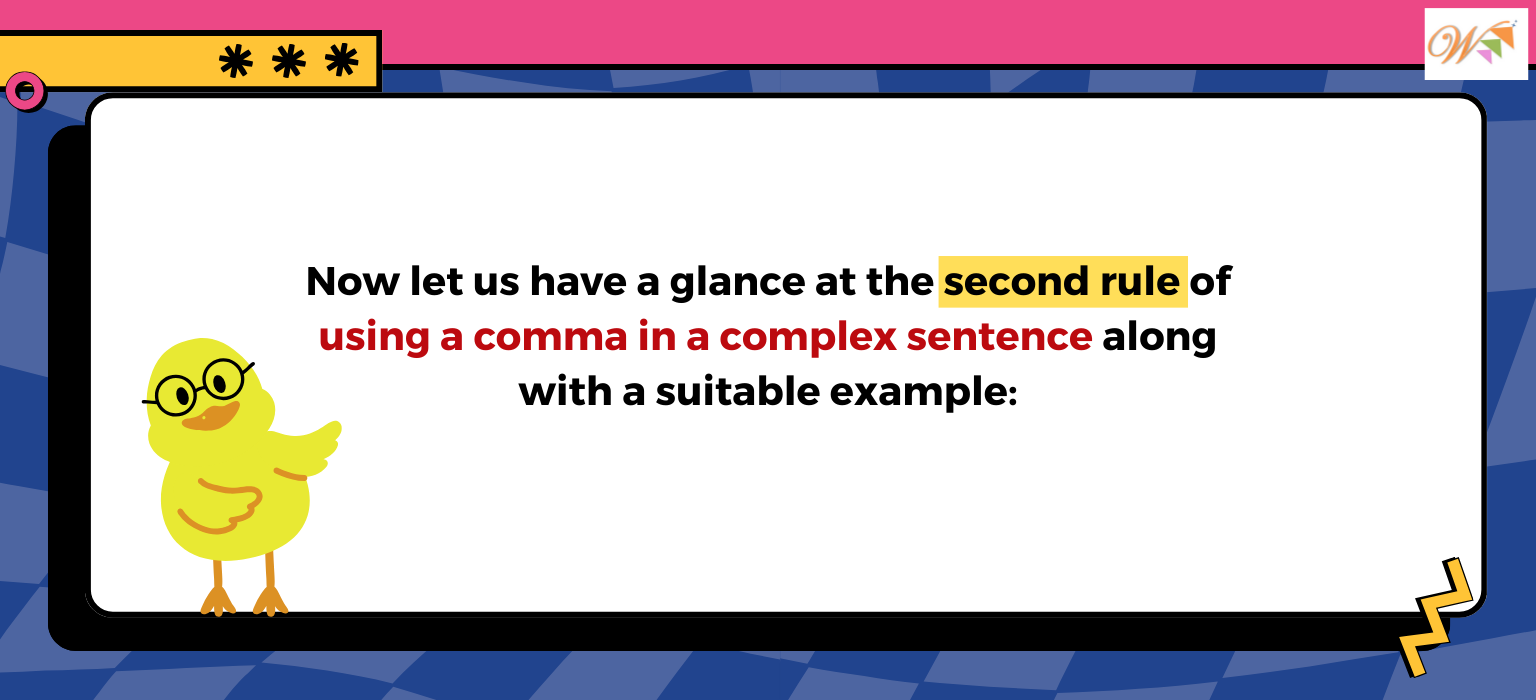 Now let us have a glance at the second rule of
using a comma in a complex sentence along
with a suitable example:
W